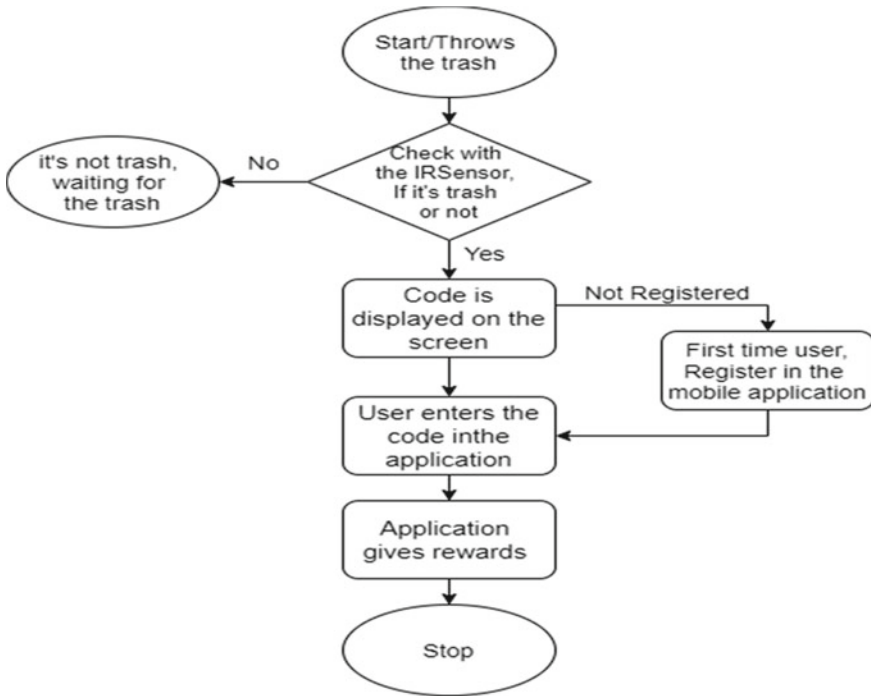 Start/Throws
the trash
Check with
the IRSensor,
If it's trash
or not
No
it's not trash,
waiting for
the trash
Yes
Code is
displayed on the
screen
Not Registered
First time user,
Register in the
mobile application
User enters the
code inthe
application
Application
gives rewards
Stop